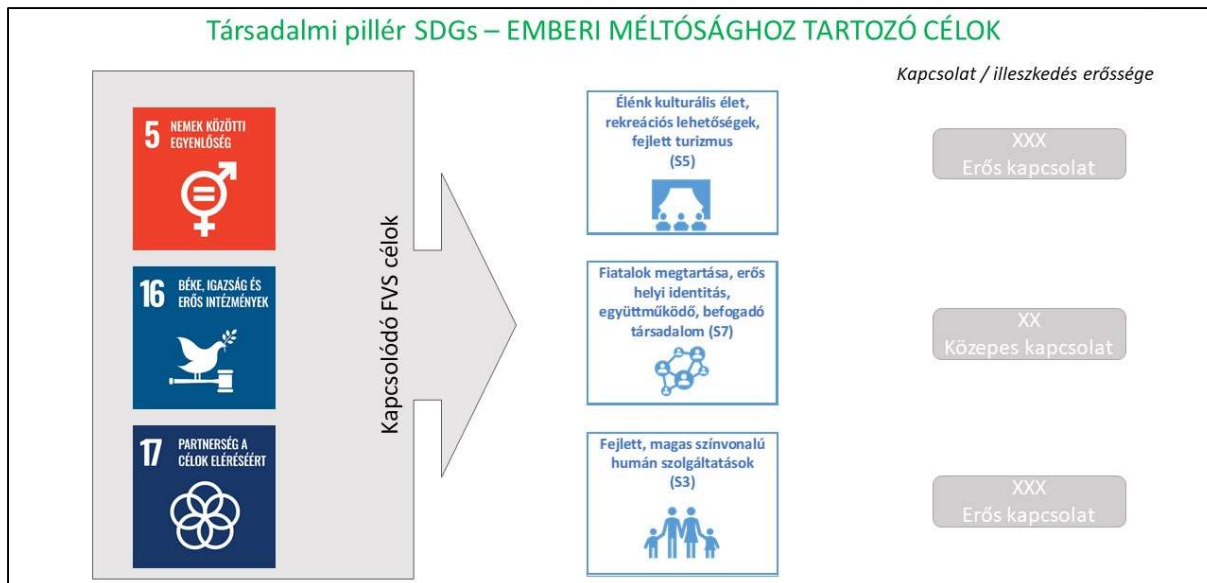 Társadalmi pillér SDGs – EMBERI MÉLTÓSÁGHOZ TARTOZÓ CÉLOK
Kapcsolat / illeszkedés erőssége
5 NEMEK KÖZÖTTI
EGYENLŐSÉG
16 BÉKE, IGAZSÁG ÉS
ERŐS INTÉZMÉNYEK
17 PARTNERSÉG A
CÉLOK ELÉRÉSÉÉRT
Kapcsolódó FVS célok
Élénk kulturális élet,
rekreációs lehetőségek,
fejlett turizmus
(S5)
XXX
Erős kapcsolat
Fiatalok megtartása, erős
helyi identitás,
együttműködő, befogadó
társadalom (S7)
XX
Közepes kapcsolat
Fejlett, magas színvonalú
humán szolgáltatások
(S3)
XXX
Erős kapcsolat